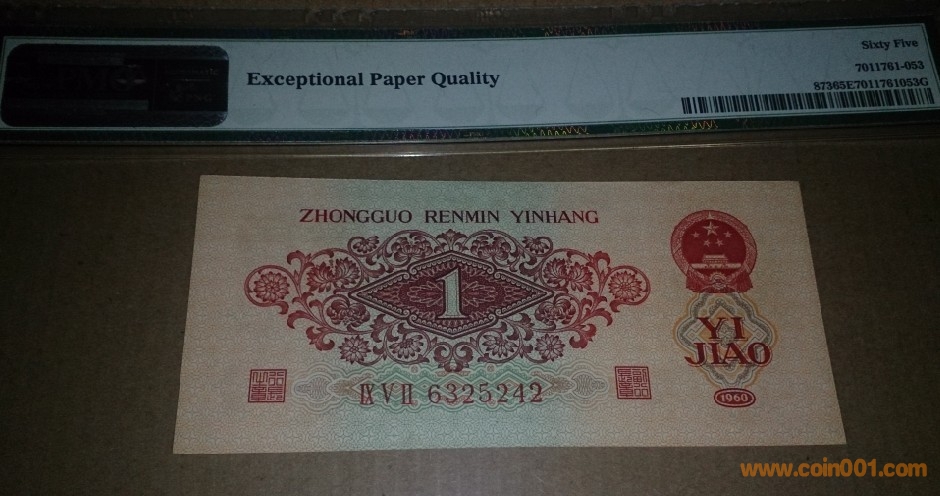 Sixty Five
Exceptional Paper Quality
7011761-053
87365E7011761053G
ZHONGGUO RENMIN YINHANG
1
YI
JIAO
ⅨⅤⅡ 6325242
1960
www.coin001.com